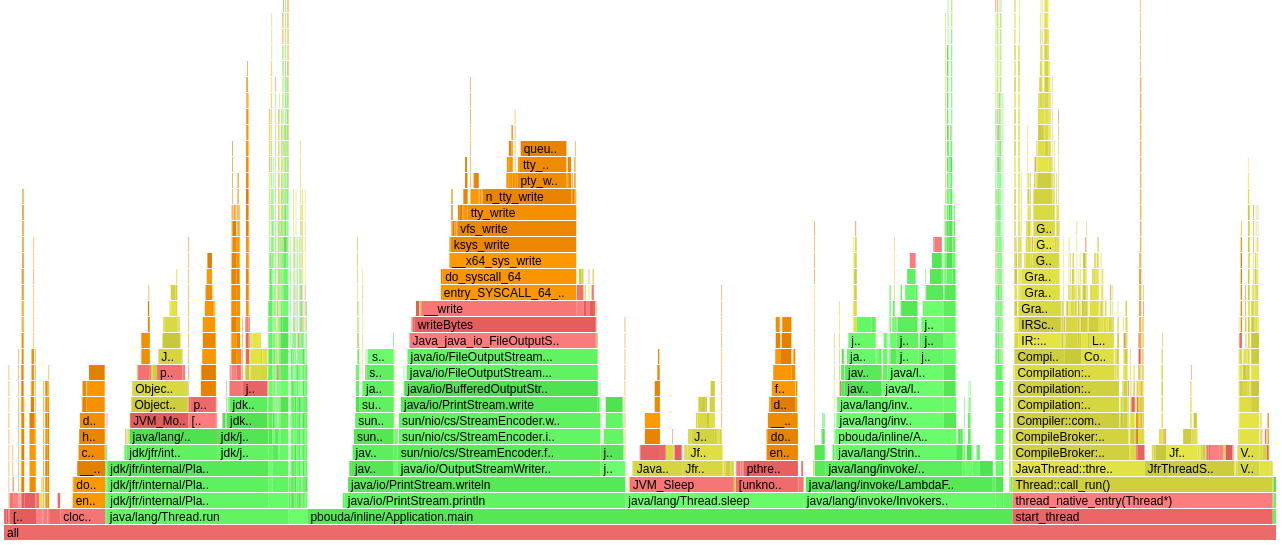 queu..
tty_..
pty_w..
n_tty_write
tty_write
vfs_write G..
ksys_write G..
__x64_sys_write G..
do_syscall_64 Gra..
entry_SYSCALL_64_.. Gra..
__write Gra..
writeBytes j.. IRSc..
Java_java_io_FileOutputS.. j.. j.. j.. IR::.. L..
J.. s.. java/io/FileOutputStream... ja.. j.. j.. Compi.. Co..
p.. s.. java/io/FileOutputStream... jav.. java/l.. Compilation:..
Objec.. j.. ja.. java/io/BufferedOutputStr.. f.. jav.. java/l.. Compilation:..
Object.. p.. jdk.. su.. java/io/PrintStream.write d.. java/lang/inv.. Compilation:..
d.. JVM_Mo.. [.. jdk.. sun.. sun/nio/cs/StreamEncoder.w.. __.. java/lang/inv.. Compiler::com..
h.. java/lang/.. jdk/j.. sun.. sun/nio/cs/StreamEncoder.i.. J.. do.. pbouda/inline/A.. CompileBroker:..
c.. jdk/jfr/int.. jdk/j.. jav.. sun/nio/cs/StreamEncoder.f.. j.. Jf.. en.. java/lang/Strin.. CompileBroker:.. Jf.. V..
__.. jdk/jfr/internal/Pla.. jav.. java/io/OutputStreamWriter... j.. Java.. Jfr.. pthre.. java/lang/invoke/.. JavaThread::thre.. JfrThreadS.. V..
do.. jdk/jfr/internal/Pla.. java/io/PrintStream.writeln JVM_Sleep [unkno.. java/lang/invoke/LambdaF.. Thread::call_run()
en.. jdk/jfr/internal/Pla.. java/io/PrintStream.println java/lang/Thread.sleep java/lang/invoke/Invokers.. thread_native_entry(Thread*)
[.. cloc.. java/lang/Thread.run pbouda/inline/Application.main start_thread
all